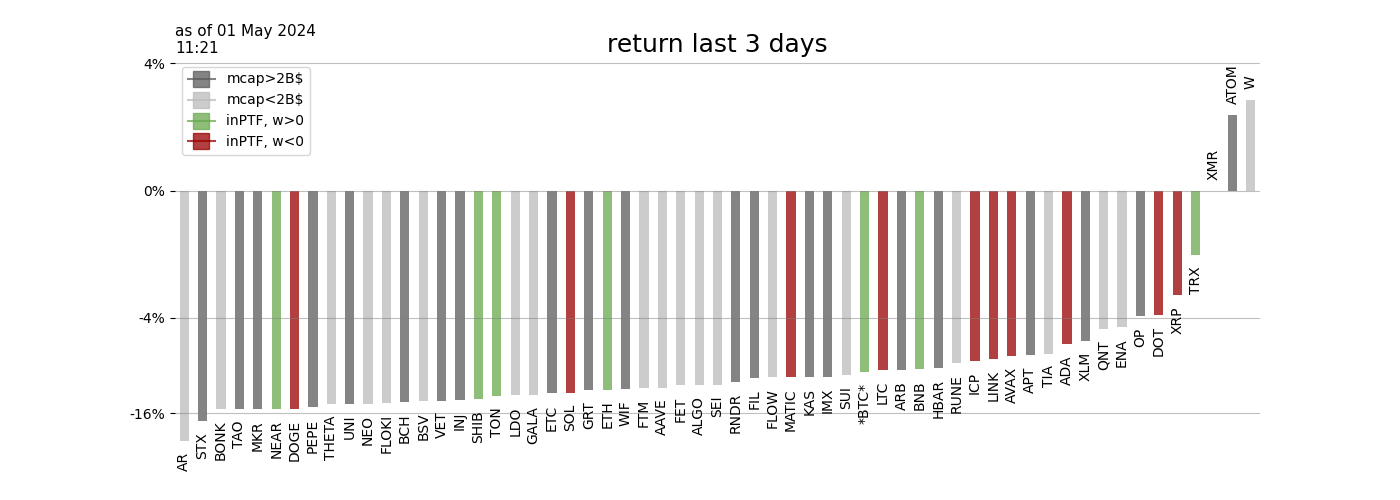 as of 01 May 2024
11:21
return last 3 days
4%
0%
-4%
-16%
mcap>2B$
mcap<2B$
inPTF, w>0
inPTF, w<0
AR
STX
BONK
TAO
MKR
NEAR
DOGE
PEPE
THETA
UNI
NEO
FLOKI
BCH
BSV
VET
INJ
SHIB
TON
LDO
GALA
ETC
SOL
GRT
ETH
WIF
FTM
AAVE
FET
ALGO
SEI
RNDR
FIL
FLOW
MATIC
KAS
IMX
SUI
*BTC*
LTC
ARB
BNB
HBAR
RUNE
ICP
LINK
AVAX
APT
TIA
ADA
XLM
QNT
ENA
OP
DOT
XRP
TRX
XMR
ATOM
W